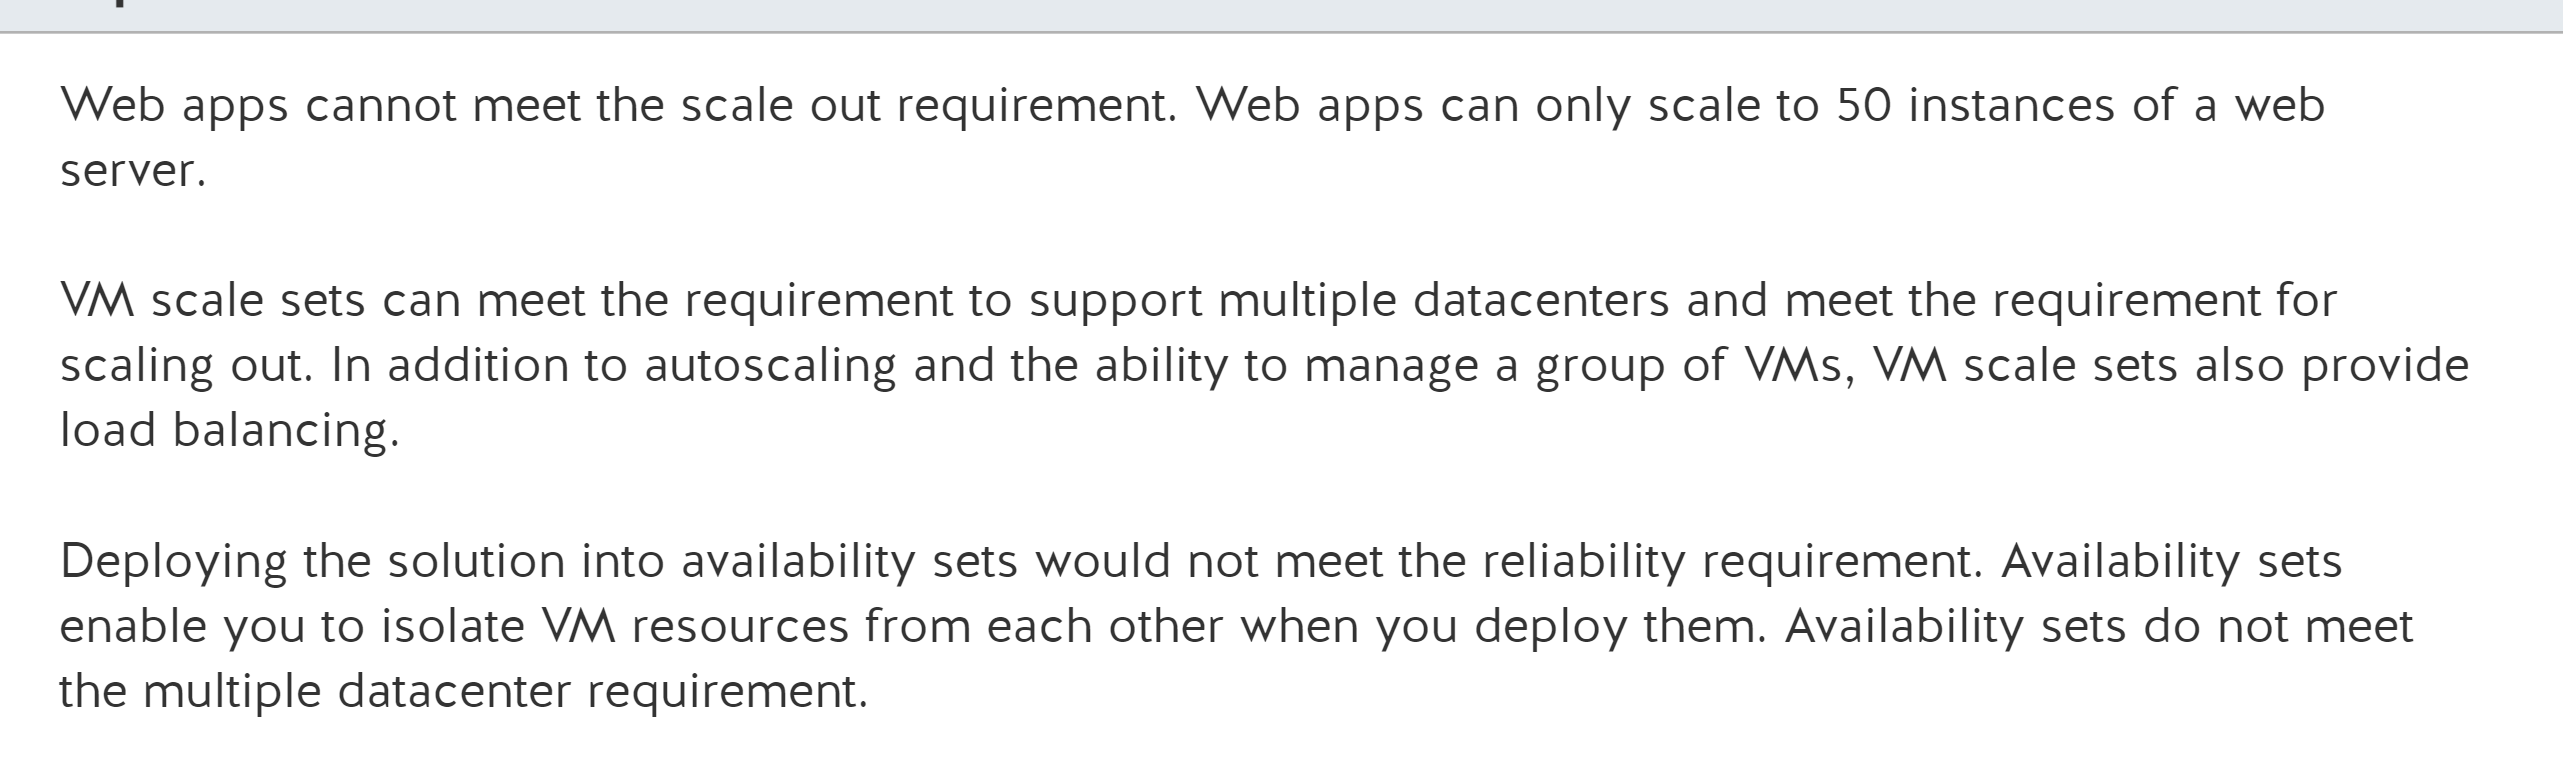 Web apps cannot meet the scale out requirement. Web apps can only scale to 50 instances of a web
server.
VM scale sets can meet the requirement to support multiple datacenters and meet the requirement for
scaling out. In addition to autoscaling and the ability to manage a group of VMs, VM scale sets also provide
load balancing.
Deploying the solution into availability sets would not meet the reliability requirement. Availability sets
enable you to isolate VM resources from each other when you deploy them. Availability sets do not meet
the multiple datacenter requirement.